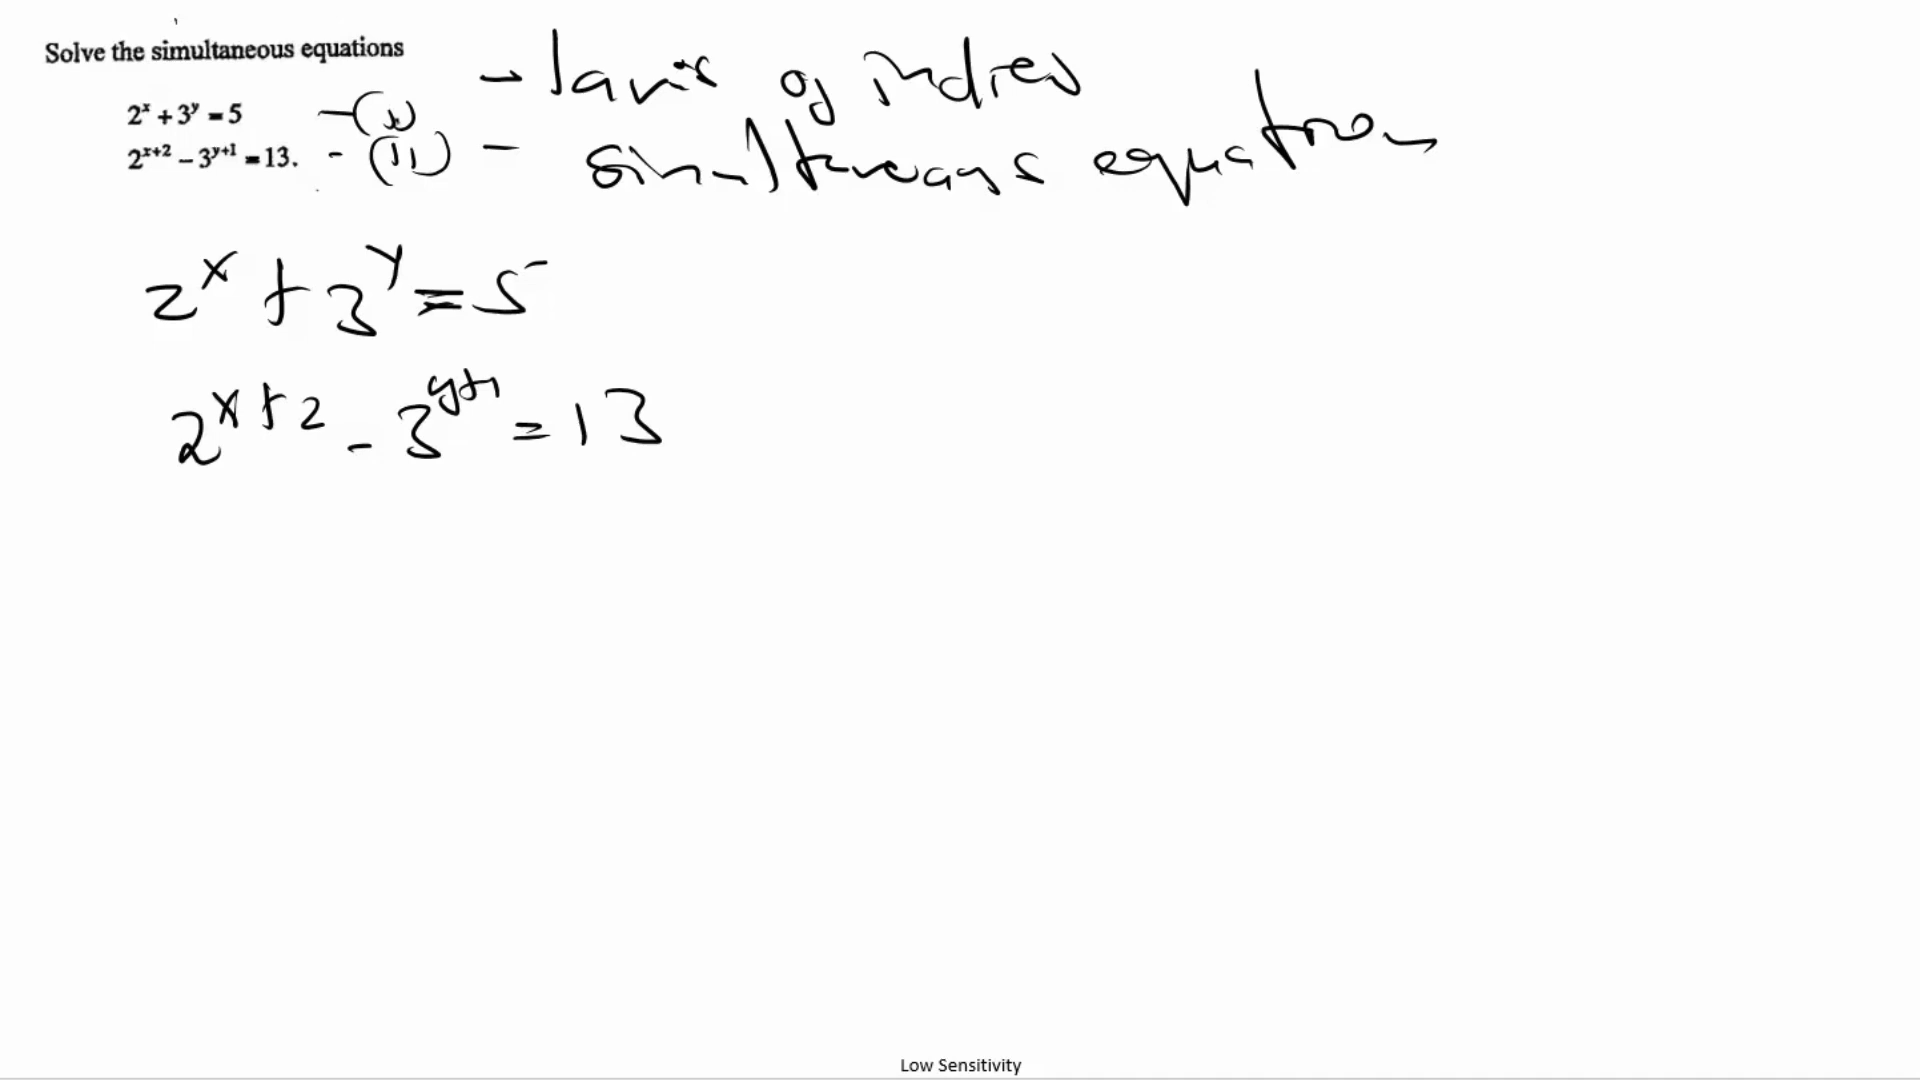 Solve the simultaneous equations
2^x + 3^y = 5 - (i)
2^{x+2} - 3^{y+1} = 13. - (ii)
- laws of indices
- simultaneous equations
2^x + 3^y = 5
2^{x+2} - 3^{y+1} = 13
Low Sensitivity